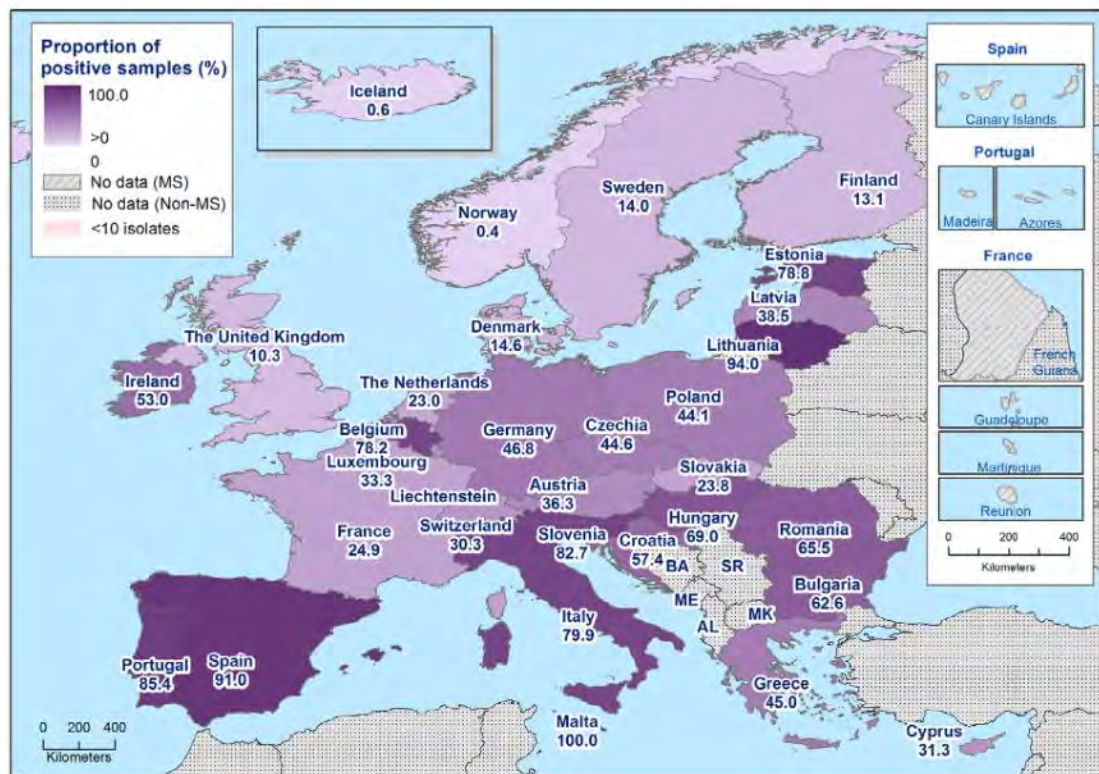 Proportion of
positive samples (%)
100.0
>0
0
No data (MS)
No data (Non-MS)
<10 isolates
Iceland
0.6
Norway
0.4
Sweden
14.0
Finland
13.1
Estonia
78.8
Latvia
38.5
Lithuania
94.0
Denmark
14.6
The United Kingdom
10.3
Ireland
53.0
The Netherlands
23.0
Belgium
78.2
Luxembourg
33.3
Germany
46.8
Poland
44.1
Czechia
44.6
Slovakia
23.8
Liechtenstein
Austria
36.3
France
24.9
Switzerland
30.3
Slovenia
82.7
Croatia
57.4
Hungary
69.0
Romania
65.5
Bulgaria
62.6
BA
SR
ME
MK
AL
Italy
79.9
Portugal
85.4
Spain
91.0
Greece
45.0
Malta
100.0
Cyprus
31.3
0 200 400
Kilometers
Spain
Canary Islands
Portugal
Madeira
Azores
France
French
Guiana
Guadeloupe
Martinique
Reunion
0 200 400
Kilometers